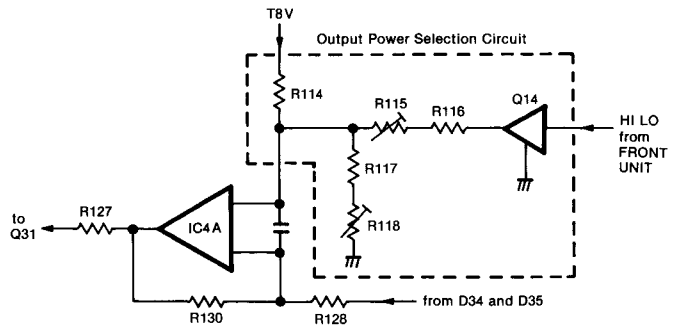 T8V
Output Power Selection Circuit
R114
R115
R116
Q14
HI LO
from
FRONT
UNIT
R117
R118
to
Q31
R127
IC4A
R130
R128
from D34 and D35